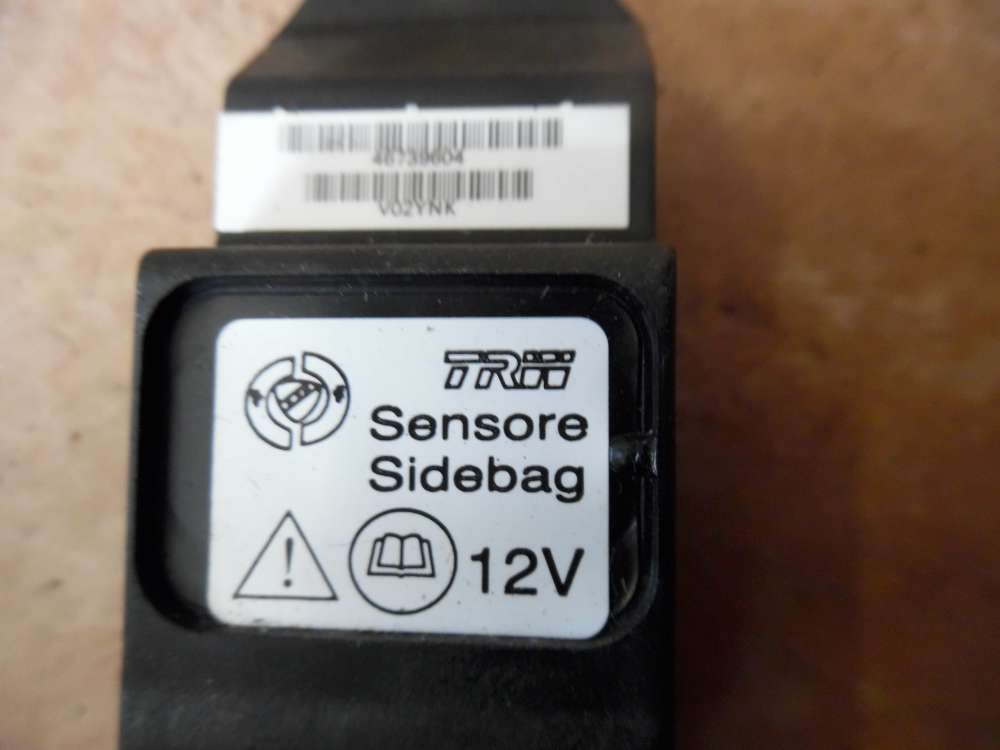 46739604
V02YNK
TRW
Sensore
Sidebag
12V